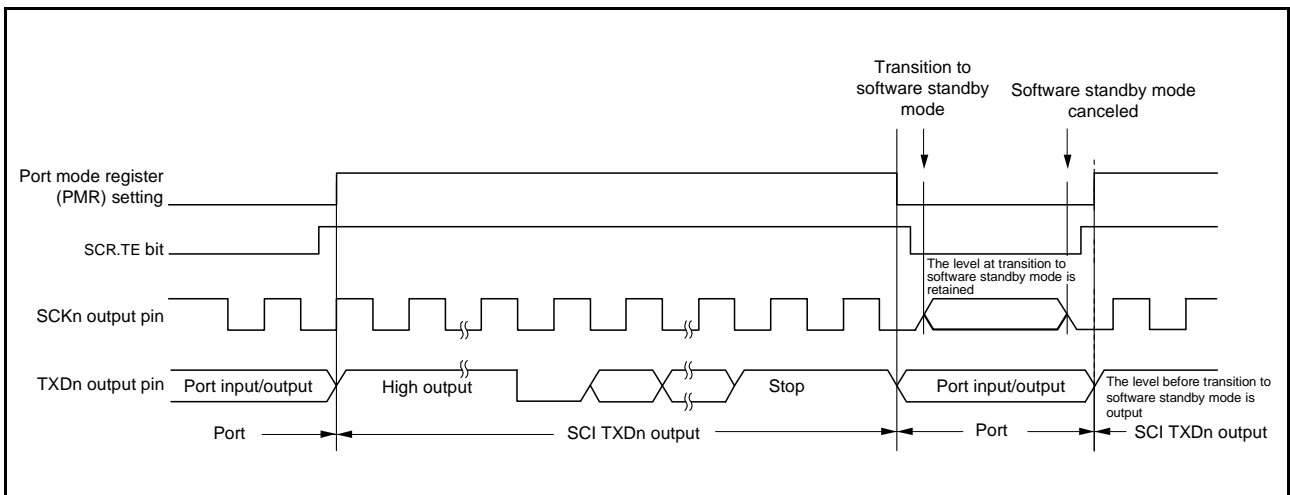 Transition to
software standby
mode
Software standby mode
canceled
Port mode register
(PMR) setting
SCR.TE bit
The level at transition to
software standby mode is
retained
SCKn output pin
TXDn output pin
Port input/output
High output
Stop
Port input/output
The level before transition to
software standby mode is
output
Port
SCI TXDn output
Port
SCI TXDn output